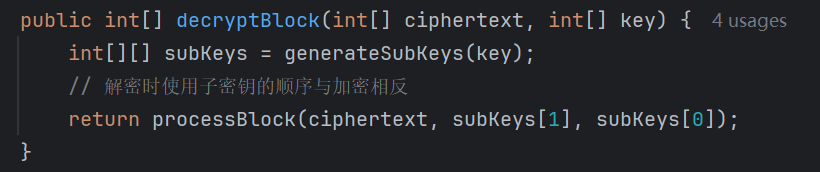 public int[] decryptBlock(int[] ciphertext, int[] key) { 4 usages
    int[][] subKeys = generateSubKeys(key);
    // 解密时使用子密钥的顺序与加密相反
    return processBlock(ciphertext, subKeys[1], subKeys[0]);
}